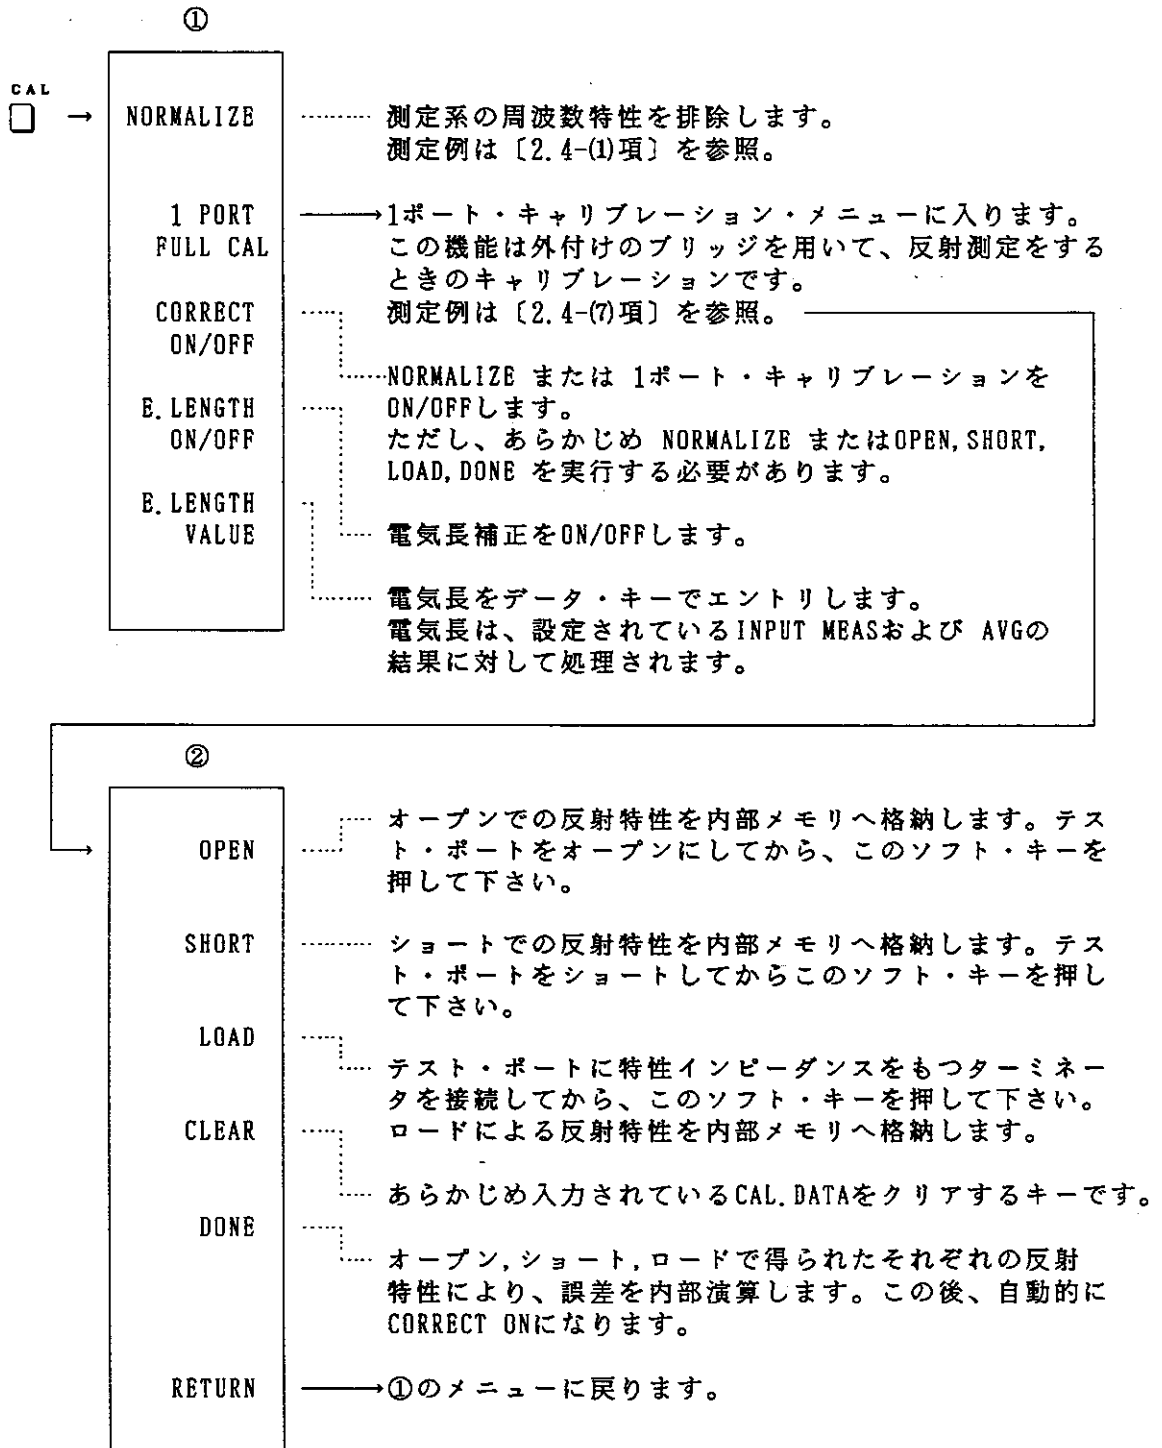 ①
CAL
NORMALIZE
測定系の周波数特性を排除します。
測定例は〔2.4-(1)項〕を参照。
1 PORT
FULL CAL
1ポート・キャリブレーション・メニューに入ります。
この機能は外付けのブリッジを用いて、反射測定をする
ときのキャリブレーションです。
測定例は〔2.4-(7)項〕を参照。
CORRECT
ON/OFF
NORMALIZE または 1ポート・キャリブレーションを
ON/OFFします。
ただし、あらかじめ NORMALIZE またはOPEN,SHORT,
LOAD,DONE を実行する必要があります。
E.LENGTH
ON/OFF
電気長補正をON/OFFします。
E.LENGTH
VALUE
電気長をデータ・キーでエントリします。
電気長は、設定されているINPUT MEASおよび AVGの
結果に対して処理されます。
②
OPEN
オープンでの反射特性を内部メモリへ格納します。テス
ト・ポートをオープンにしてから、このソフト・キーを
押して下さい。
SHORT
ショートでの反射特性を内部メモリへ格納します。テス
ト・ポートをショートしてからこのソフト・キーを押し
て下さい。
LOAD
テスト・ポートに特性インピーダンスをもつターミネー
タを接続してから、このソフト・キーを押して下さい。
ロードによる反射特性を内部メモリへ格納します。
CLEAR
あらかじめ入力されているCAL.DATAをクリアするキーです。
DONE
オープン,ショート,ロードで得られたそれぞれの反射
特性により、誤差を内部演算します。この後、自動的に
CORRECT ONになります。
RETURN
①のメニューに戻ります。